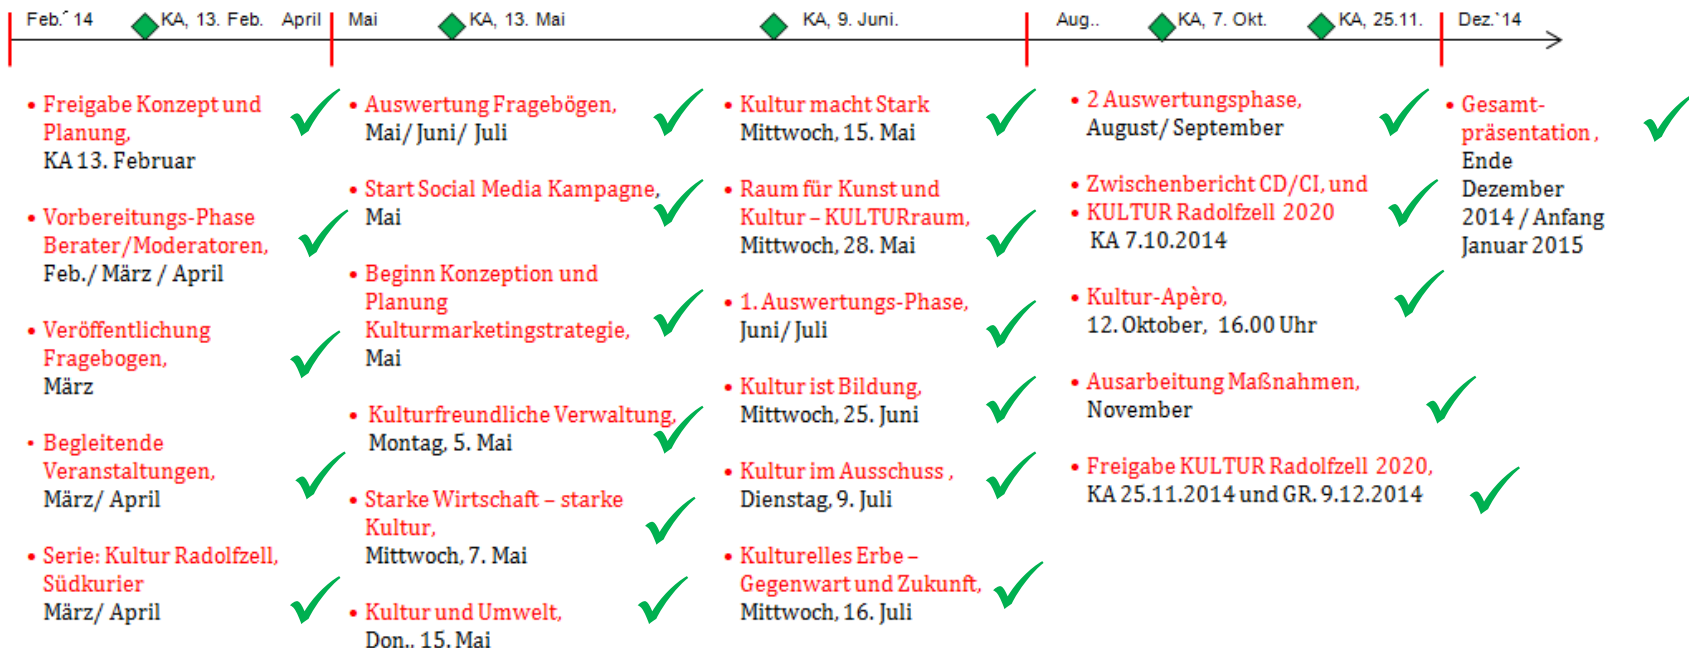 Feb.´ 14 KA, 13. Feb. April Mai KA, 13. Mai KA, 9. Juni. Aug.. KA, 7. Okt. KA, 25.11. Dez.`14
• Freigabe Konzept und
Planung,
KA 13. Februar
• Vorbereitungs-Phase
Berater/Moderatoren,
Feb./ März / April
• Veröffentlichung
Fragebogen,
März
• Begleitende
Veranstaltungen,
März/ April
• Serie: Kultur Radolfzell,
Südkurier
März/ April
• Auswertung Fragebögen,
Mai/ Juni/ Juli
• Start Social Media Kampagne,
Mai
• Beginn Konzeption und
Planung
Kulturmarketingstrategie,
Mai
• Kulturfreundliche Verwaltung,
Montag, 5. Mai
• Starke Wirtschaft – starke
Kultur,
Mittwoch, 7. Mai
• Kultur und Umwelt,
Don.. 15. Mai
• Kultur macht Stark
Mittwoch, 15. Mai
• Raum für Kunst und
Kultur – KULTURraum,
Mittwoch, 28. Mai
• 1. Auswertungs-Phase,
Juni/ Juli
• Kultur ist Bildung,
Mittwoch, 25. Juni
• Kultur im Ausschuss ,
Dienstag, 9. Juli
• Kulturelles Erbe –
Gegenwart und Zukunft,
Mittwoch, 16. Juli
• 2 Auswertungsphase,
August/ September
• Zwischenbericht CD/CI, und
• KULTUR Radolfzell 2020
KA 7.10.2014
• Kultur-Apèro,
12. Oktober, 16.00 Uhr
• Ausarbeitung Maßnahmen,
November
• Freigabe KULTUR Radolfzell 2020,
KA 25.11.2014 und GR. 9.12.2014
• Gesamt-
präsentation ,
Ende
Dezember
2014 / Anfang
Januar 2015